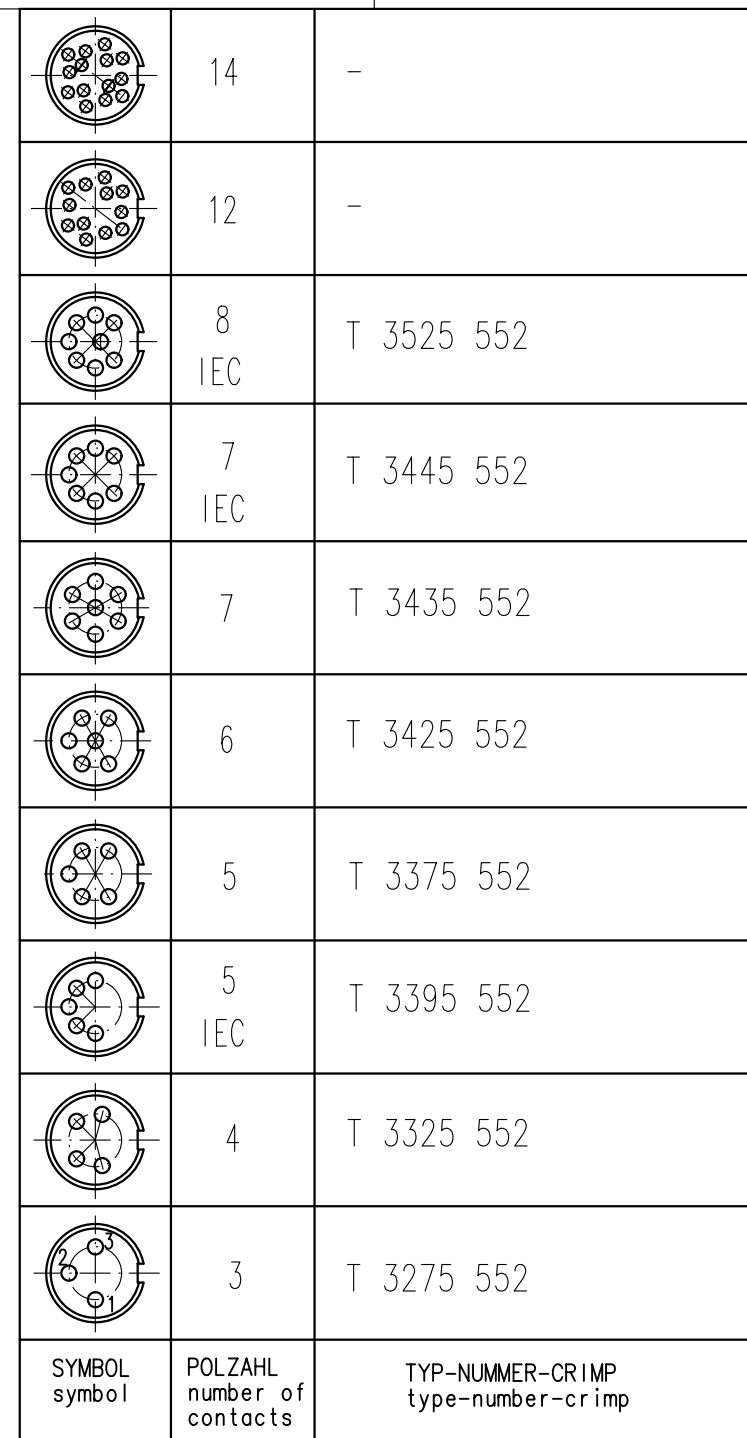 14 -
12 -
8
IEC
T 3525 552
7
IEC
T 3445 552
7 T 3435 552
6 T 3425 552
5 T 3375 552
5
IEC
T 3395 552
4 T 3325 552
3
2
1
3 T 3275 552
SYMBOL
symbol
POLZAHL
number of
contacts
TYP-NUMMER-CRIMP
type-number-crimp